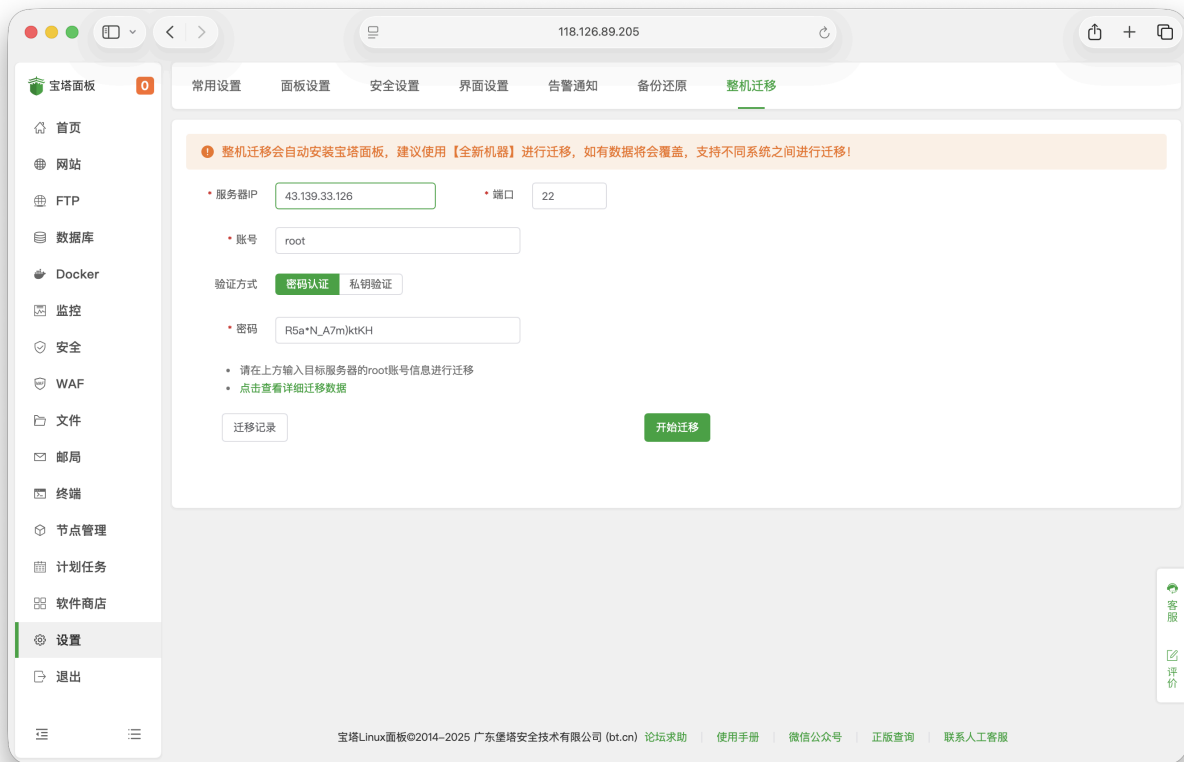 118.126.89.205
宝塔面板 0
常用设置 面板设置 安全设置 界面设置 告警通知 备份还原 整机迁移
首页
网站
FTP
数据库
Docker
监控
安全
WAF
文件
邮局
终端
节点管理
计划任务
软件商店
设置
退出
整机迁移会自动安装宝塔面板，建议使用【全新机器】进行迁移，如有数据将会覆盖，支持不同系统之间进行迁移！
* 服务器IP 43.139.33.126 * 端口 22
* 账号 root
验证方式 密码认证 私钥验证
* 密码 R5a*N_A7m)ktKH
• 请在上方输入目标服务器的root账号信息进行迁移
• 点击查看详细迁移数据
迁移记录 开始迁移
客服
评价
宝塔Linux面板©2014-2025 广东堡塔安全技术有限公司 (bt.cn) 论坛求助 使用手册 微信公众号 正版查询 联系人工客服